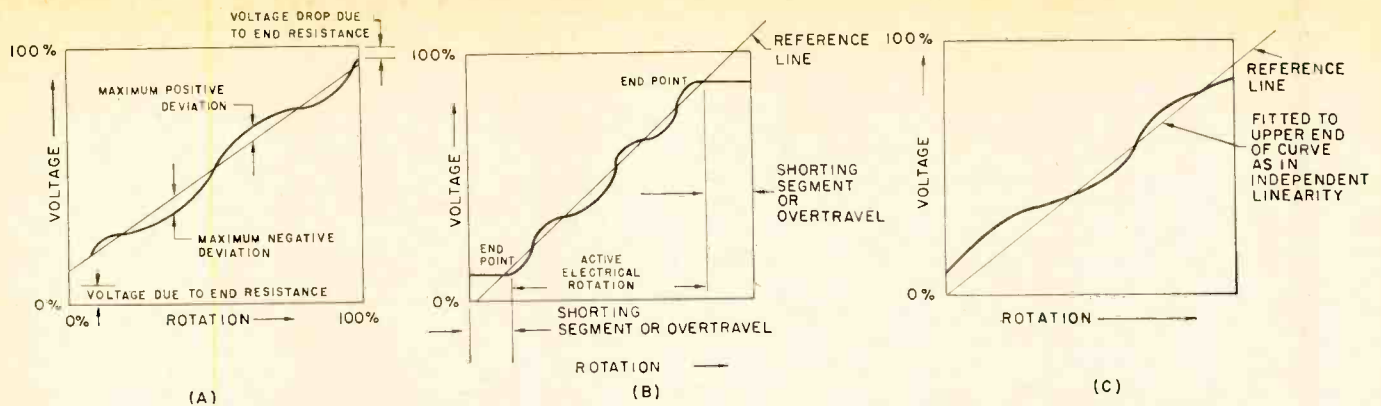 VOLTAGE DROP DUE
TO END RESISTANCE
100%
MAXIMUM POSITIVE
DEVIATION
VOLTAGE
MAXIMUM NEGATIVE
DEVIATION
0%
VOLTAGE DUE TO END RESISTANCE
0%
ROTATION
100%
(A)
REFERENCE
LINE
100%
END POINT
VOLTAGE
SHORTING
SEGMENT
OR
OVERTRAVEL
END
POINT
ACTIVE
ELECTRICAL
ROTATION
0%
SHORTING
SEGMENT OR OVERTRAVEL
ROTATION
(B)
100%
REFERENCE
LINE
FITTED TO
UPPER END
OF CURVE
AS IN
INDEPENDENT
LINEARITY
VOLTAGE
0%
ROTATION
(C)